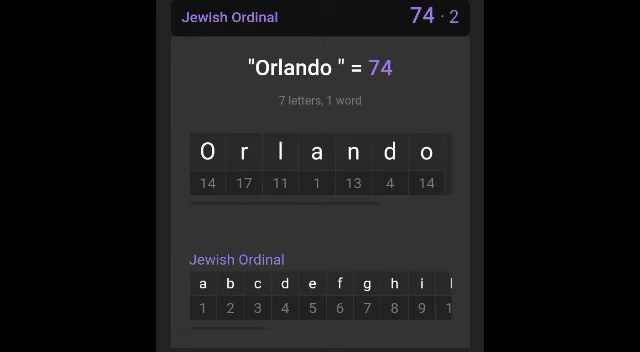 Jewish Ordinal 74 · 2
"Orlando " = 74
7 letters, 1 word
O r l a n d o
14 17 11 1 13 4 14
Jewish Ordinal
a b c d e f g h i
1 2 3 4 5 6 7 8 9